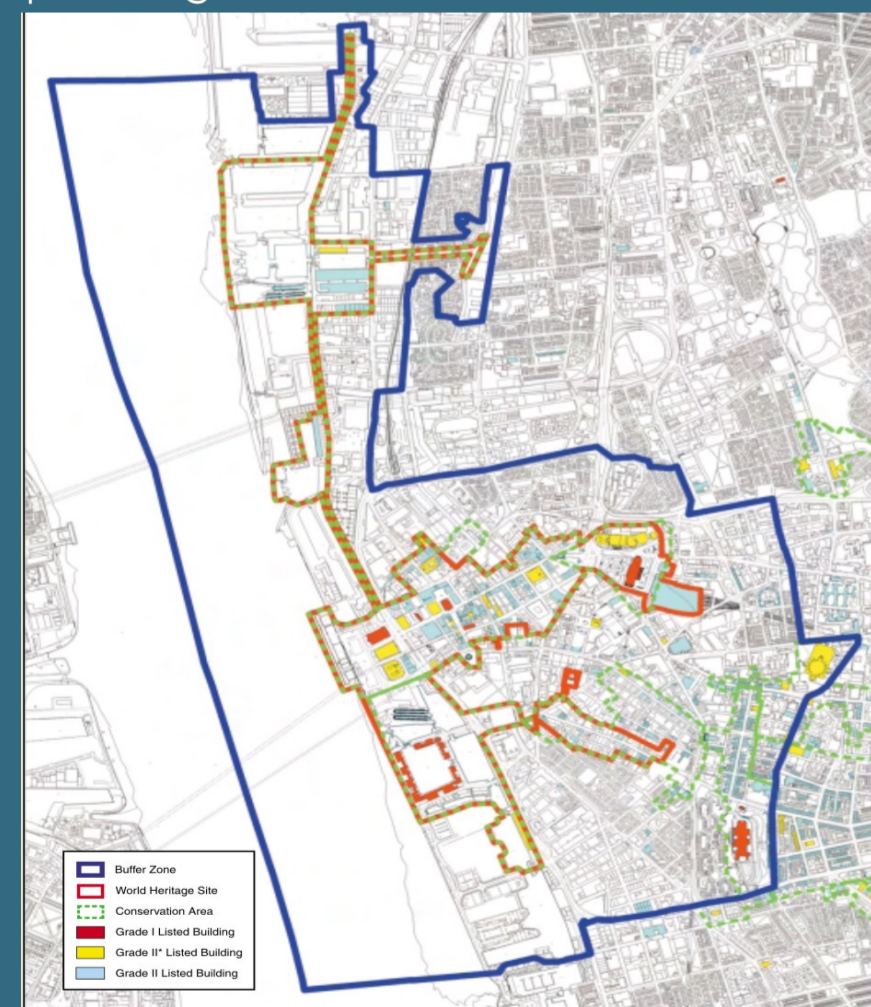 Buffer Zone
World Heritage Site
Conservation Area
Grade I Listed Building
Grade II* Listed Building
Grade II Listed Building